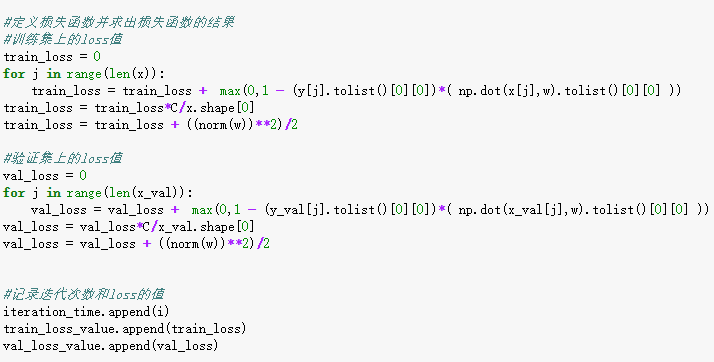 #定义损失函数并求出损失函数的结果
#训练集上的loss值
train_loss = 0
for j in range(len(x)):
    train_loss = train_loss +  max(0,1 - (y[j].tolist()[0][0])*( np.dot(x[j],w).tolist()[0][0] ))
train_loss = train_loss*C/x.shape[0]
train_loss = train_loss + ((norm(w))**2)/2
#验证集上的loss值
val_loss = 0
for j in range(len(x_val)):
    val_loss = val_loss +  max(0,1 - (y_val[j].tolist()[0][0])*( np.dot(x_val[j],w).tolist()[0][0] ))
val_loss = val_loss*C/x_val.shape[0]
val_loss = val_loss + ((norm(w))**2)/2
#记录迭代次数和loss的值
iteration_time.append(i)
train_loss_value.append(train_loss)
val_loss_value.append(val_loss)